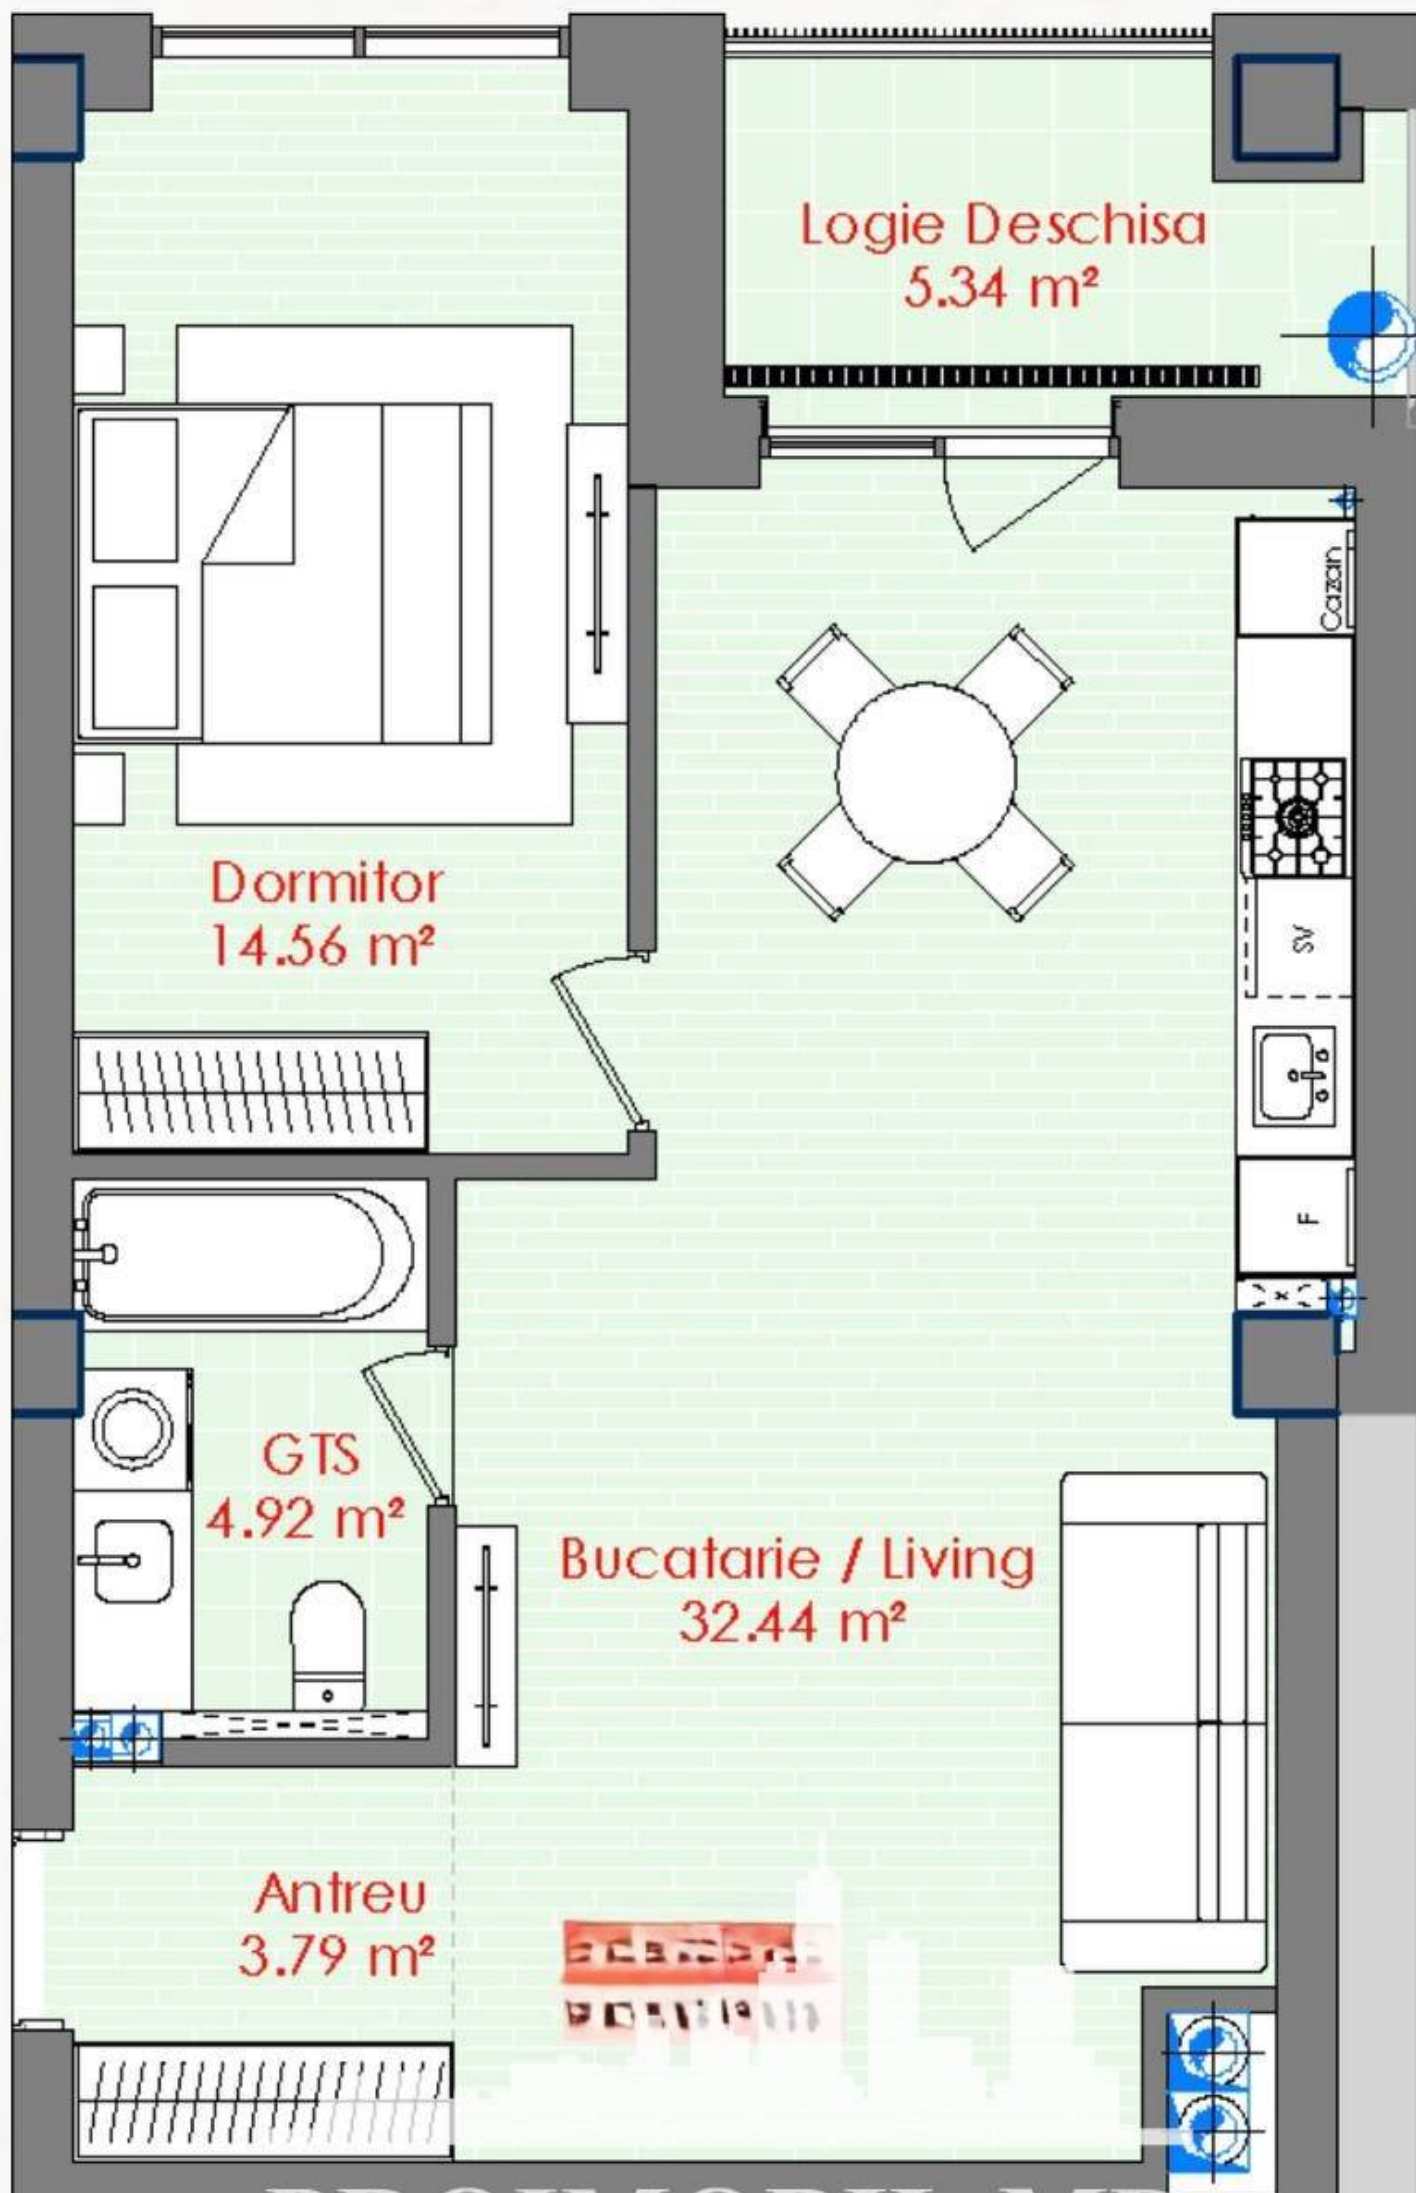 Logie Deschisa
5.34 m²
Cazan
Dormitor
14.56 m²
SV
F
GTS
4.92 m²
Bucatarie / Living
32.44 m²
Antreu
3.79 m²